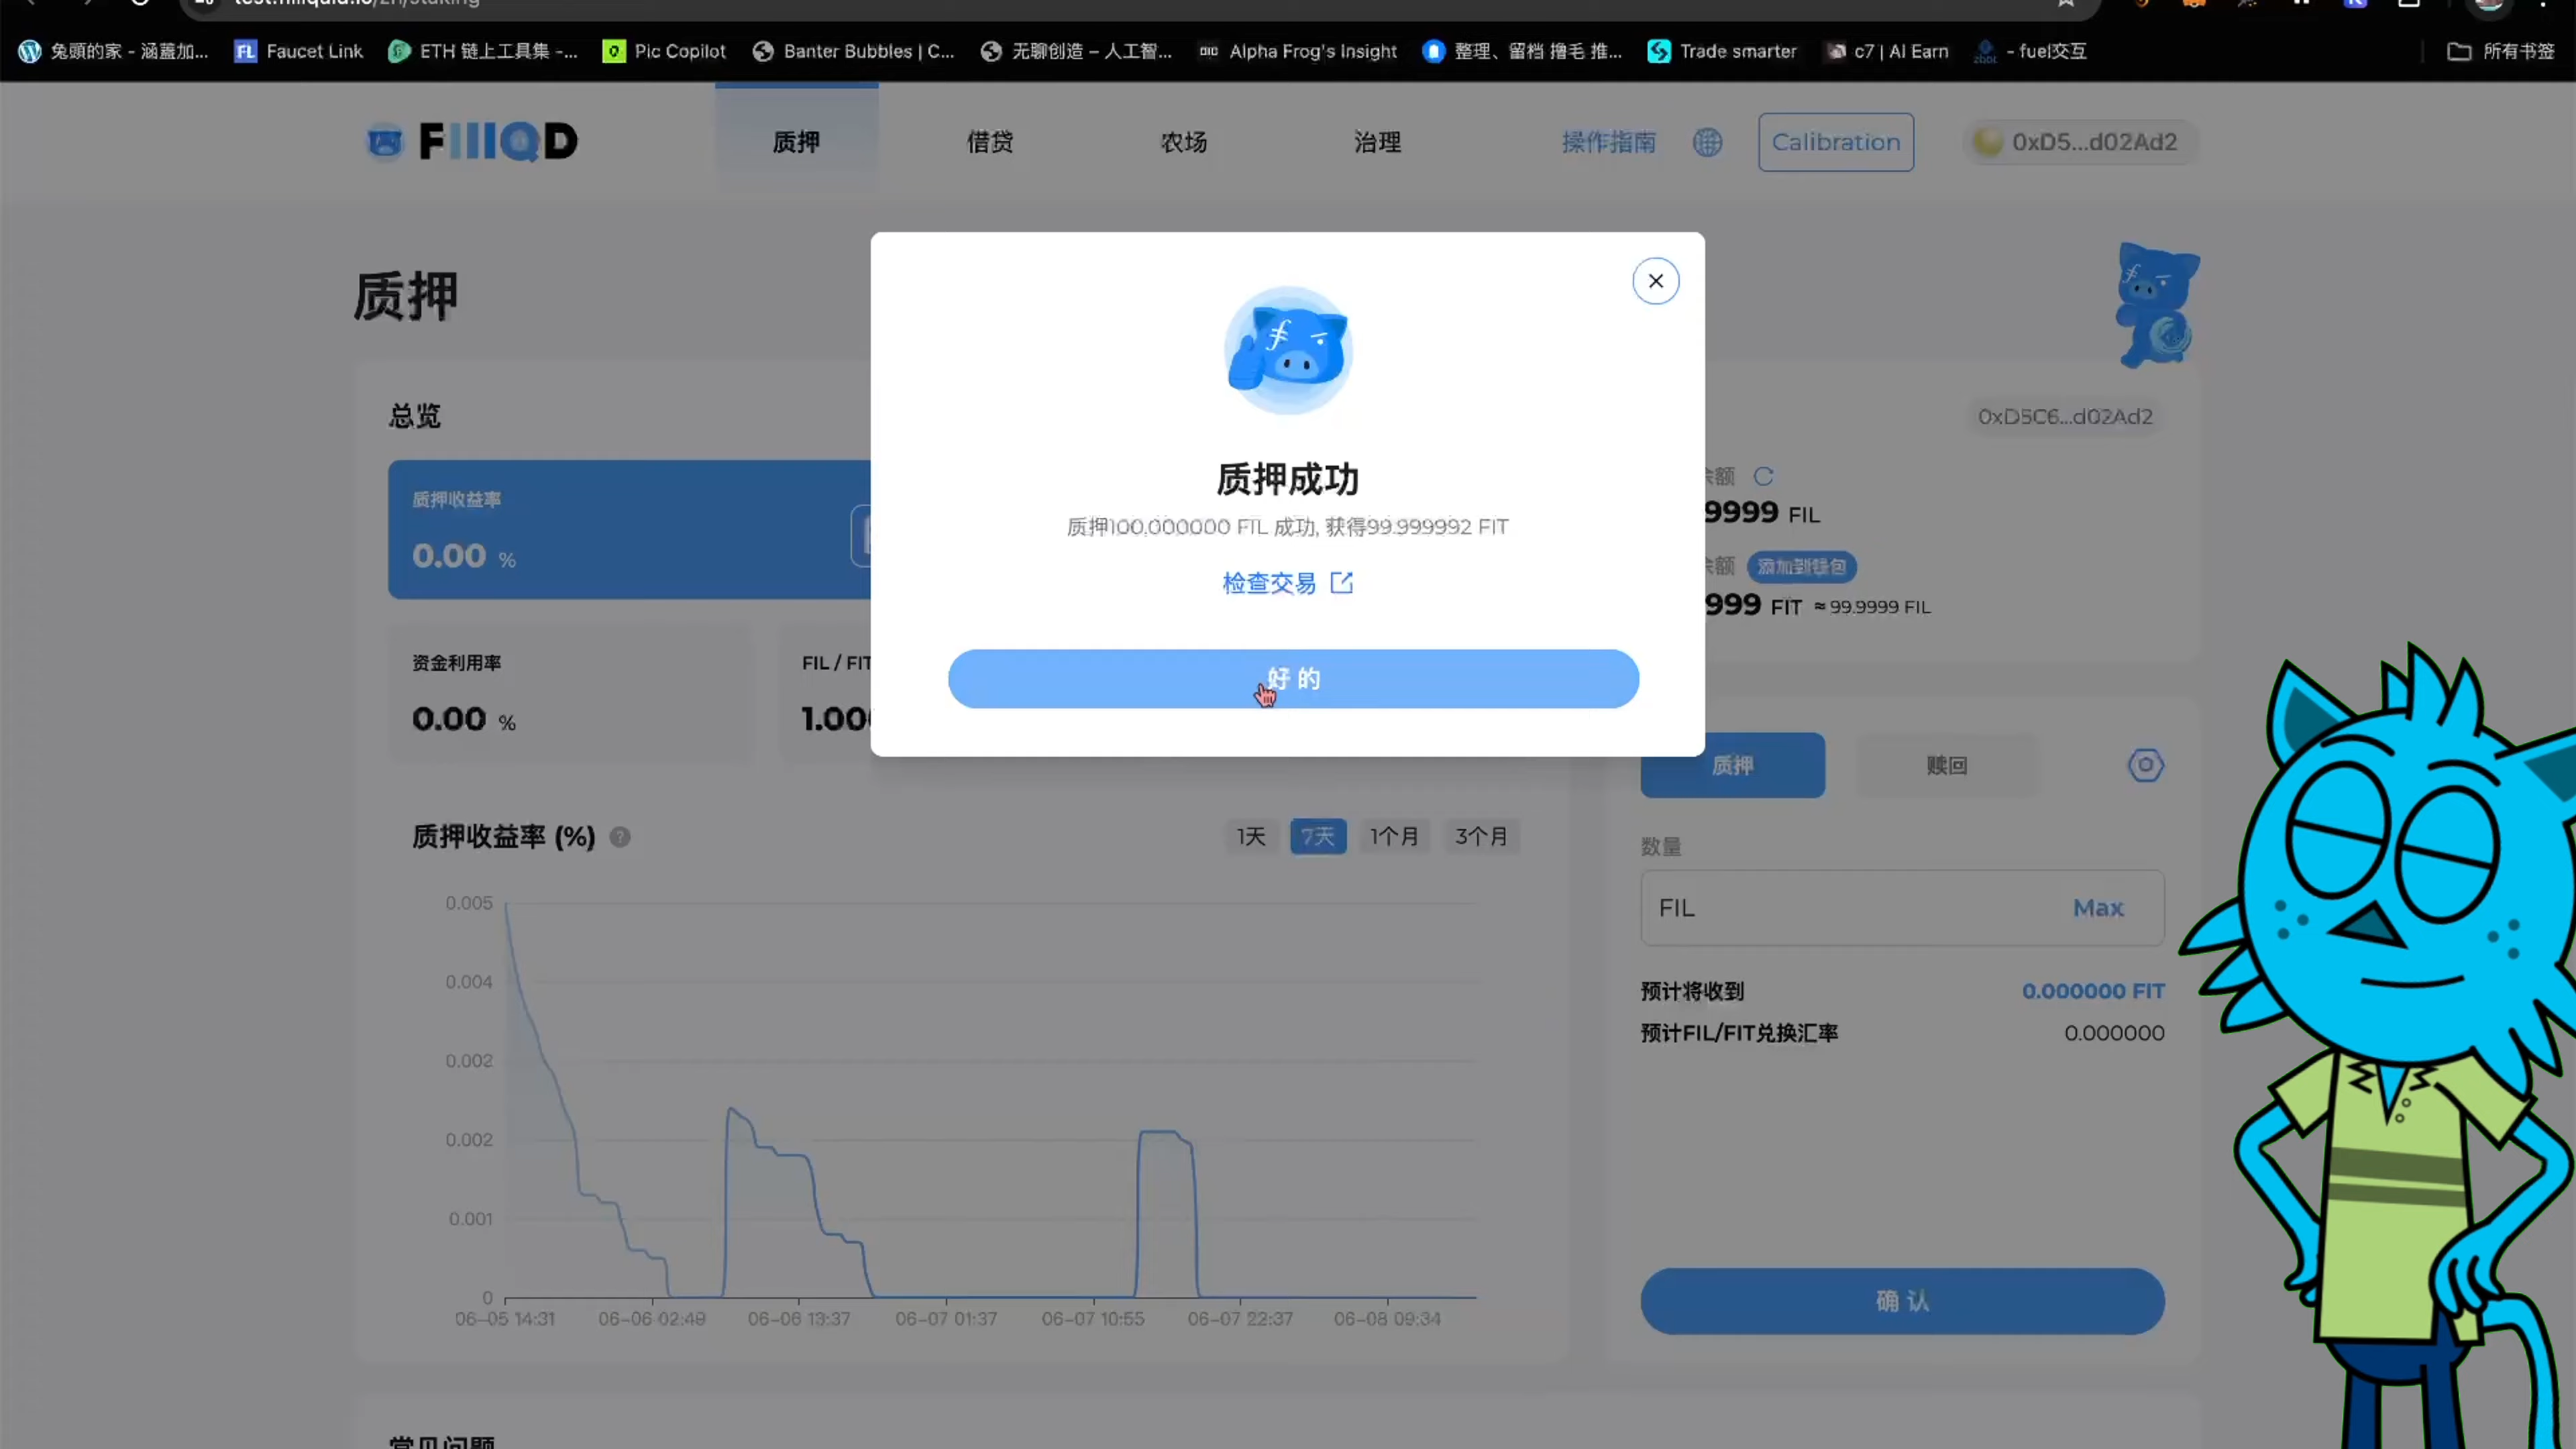 兔頭的家 - 涵蓋加...
Faucet Link
ETH 链上工具集 -...
Pic Copilot
Banter Bubbles | C...
无聊创造 – 人工智...
Alpha Frog's Insight
整理、留档 撸毛 推...
Trade smarter
c7 | AI Earn
- fuel交互
所有书签
FILLIQD
质押
借贷
农场
治理
操作指南
Calibration
0xD5...d02Ad2
质押
总览
质押收益率
0.00 %
资金利用率
0.00 %
FIL / FIT
质押成功
质押100.000000 FIL 成功, 获得99.999992 FIT
检查交易
好 的
0xD5C6...d02Ad2
余额
9999 FIL
余额
添加到钱包
999 FIT ≈ 99.9999 FIL
质押
赎回
数量
FIL
Max
预计将收到
0.000000 FIT
预计FIL/FIT兑换汇率
0.000000
确 认
质押收益率 (%)
1天
7天
1个月
3个月
0.005
0.004
0.002
0.002
0.001
0
06-05 14:31
06-06 02:49
06-06 13:37
06-07 01:37
06-07 10:55
06-07 22:37
06-08 09:34
常见问题